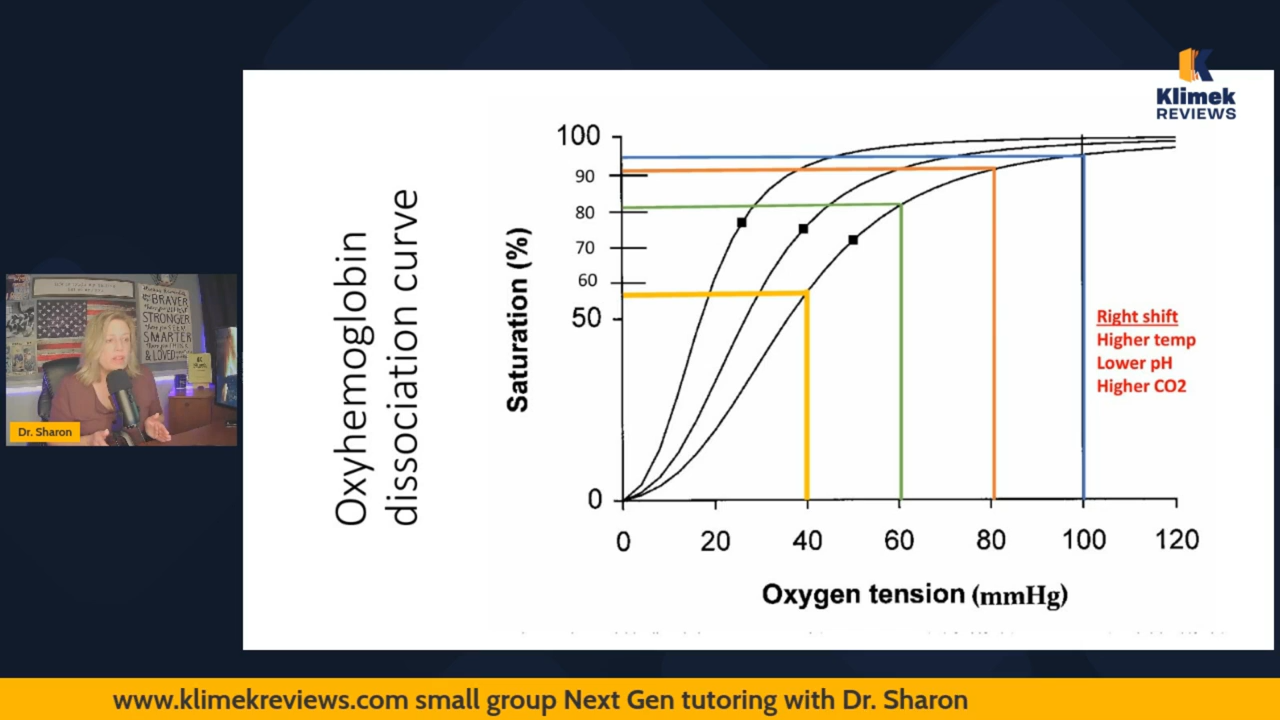 Klimek
REVIEWS
Oxyhemoglobin
dissociation curve
Saturation (%)
100
90
80
70
60
50
0
0 20 40 60 80 100 120
Oxygen tension (mmHg)
Right shift
Higher temp
Lower pH
Higher CO2
BRAVER
STRONGER
SMARTER
& LOVED
Dr. Sharon
www.klimekreviews.com small group Next Gen tutoring with Dr. Sharon